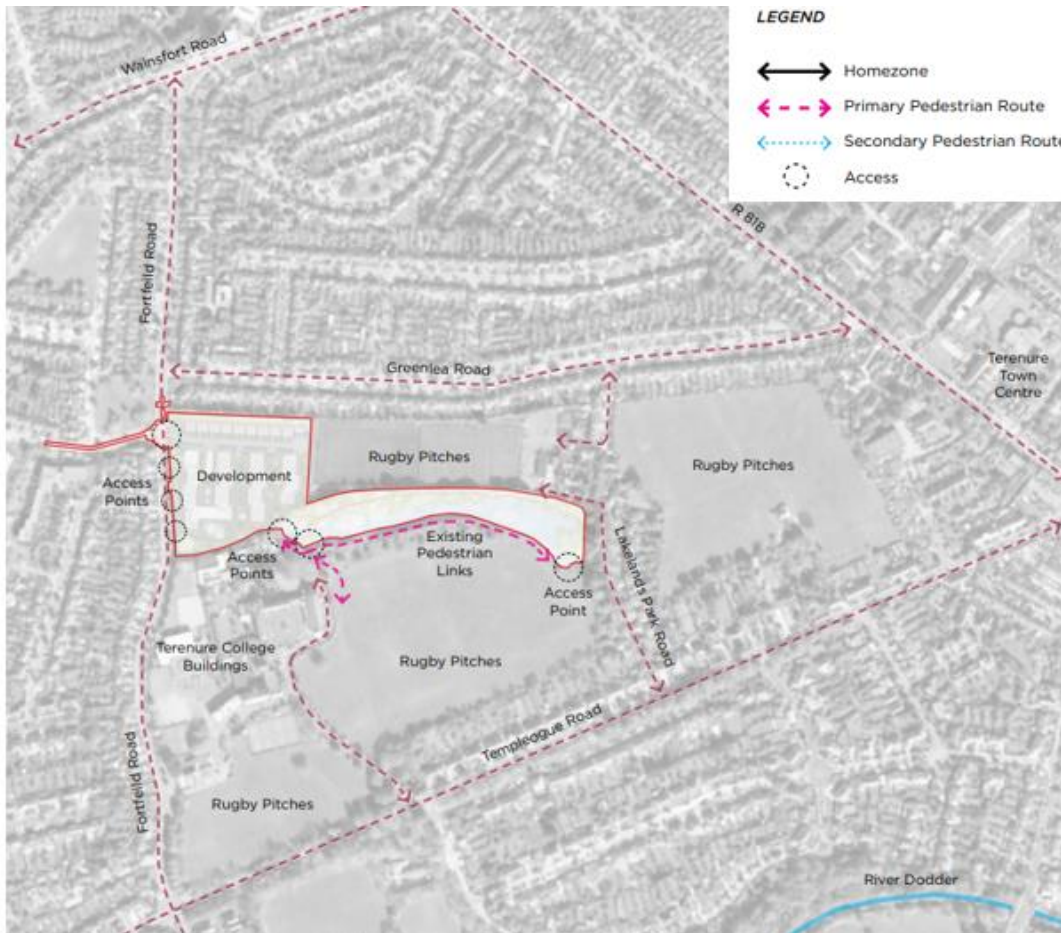 LEGEND
Homezone
Primary Pedestrian Route
Secondary Pedestrian Route
Access
Wainsfort Road
Fortfeild Road
R 818
Greenlea Road
Terenure
Town
Centre
Rugby Pitches
Rugby Pitches
Development
Access
Points
Existing
Pedestrian
Links
Access
Points
Access
Point
Lakelands Park Road
Terenure College
Buildings
Rugby Pitches
Templeogue Road
Fortfeild Road
Rugby Pitches
River Dodder